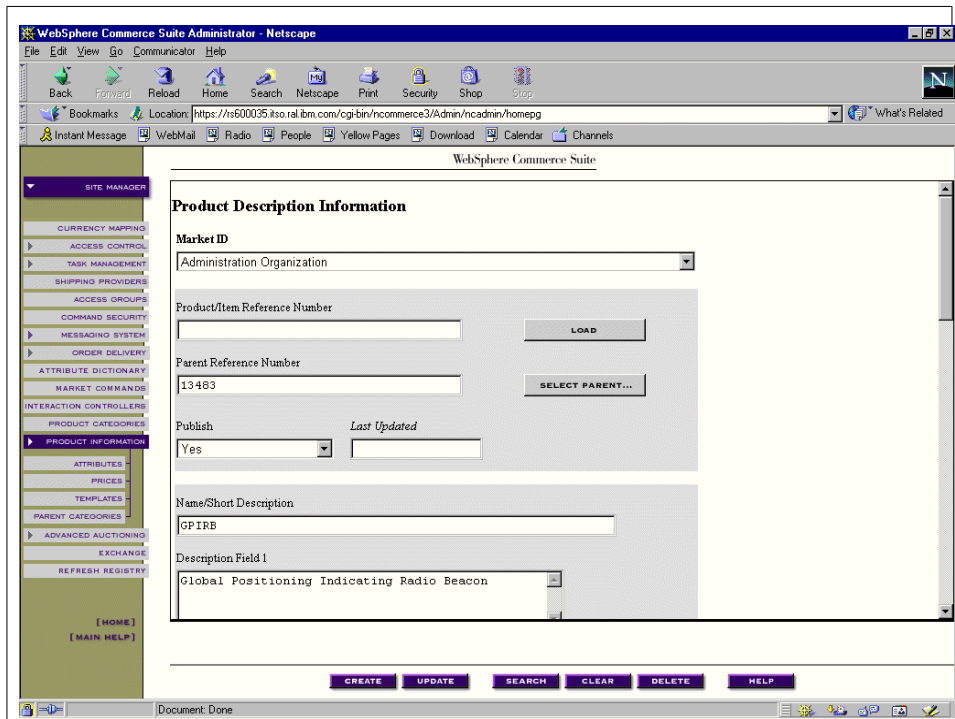 WebSphere Commerce Suite Administrator - Netscape
File Edit View Go Communicator Help
Back Forward Reload Home Search Netscape Print Security Shop Stop
Bookmarks Location: https://rs600035.itso.ral.ibm.com/cgi-bin/ncommerce3/Admin/ncadmin/homepg What's Related
Instant Message WebMail Radio People Yellow Pages Download Calendar Channels
WebSphere Commerce Suite
SITE MANAGER
CURRENCY MAPPING
ACCESS CONTROL
TASK MANAGEMENT
SHIPPING PROVIDERS
ACCESS GROUPS
COMMAND SECURITY
MESSAGING SYSTEM
ORDER DELIVERY
ATTRIBUTE DICTIONARY
MARKET COMMANDS
INTERACTION CONTROLLERS
PRODUCT CATEGORIES
PRODUCT INFORMATION
ATTRIBUTES
PRICES
TEMPLATES
PARENT CATEGORIES
ADVANCED AUCTIONING
EXCHANGE
REFRESH REGISTRY
[HOME]
[MAIN HELP]
Product Description Information
Market ID
Administration Organization
Product/Item Reference Number
LOAD
Parent Reference Number
13483 SELECT PARENT...
Publish Last Updated
Yes
Name/Short Description
GPIRB
Description Field 1
Global Positioning Indicating Radio Beacon
CREATE UPDATE SEARCH CLEAR DELETE HELP
Document: Done